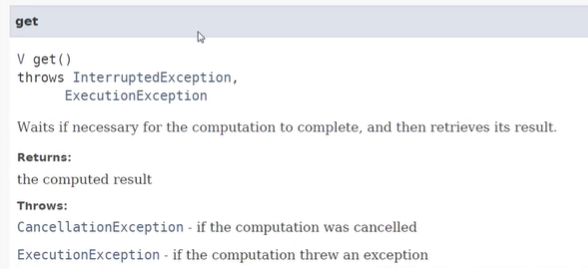 get
V get()
throws InterruptedException,
ExecutionException
Waits if necessary for the computation to complete, and then retrieves its result.
Returns:
the computed result
Throws:
CancellationException - if the computation was cancelled
ExecutionException - if the computation threw an exception